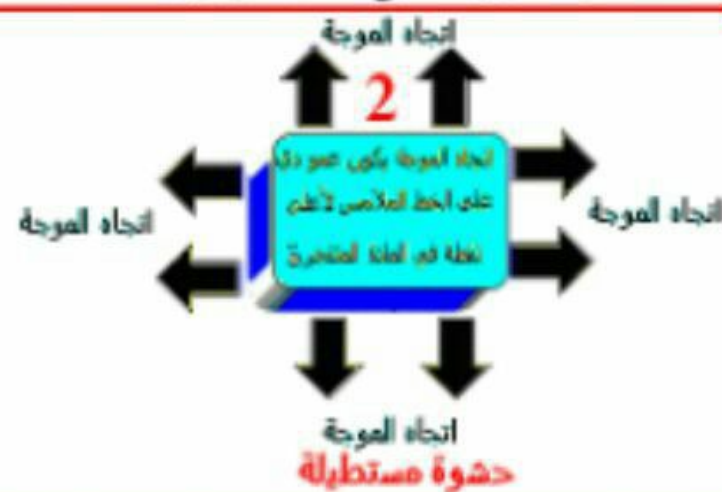 اتجاه الموجة
2
اتجاه الموجة يكون عمودي
على الخط الملامس لأعلى
نقطة في المادة المتفجرة
اتجاه الموجة
اتجاه الموجة
اتجاه الموجة
حشوة مستطيلة